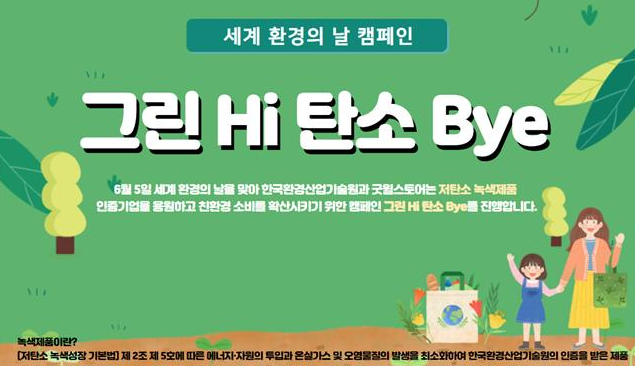 세계 환경의 날 캠페인
그린 Hi 탄소 Bye
6월 5일 세계 환경의 날을 맞아 한국환경산업기술원과 굿윌스토어는 저탄소 녹색제품
인증기업을 응원하고 친환경 소비를 확산시키기 위한 캠페인 그린 Hi 탄소 Bye를 진행합니다.
녹색제품이란?
[저탄소 녹색성장 기본법] 제 2조 제 5호에 따른 에너지·자원의 투입과 온실가스 및 오염물질의 발생을 최소화하여 한국환경산업기술원의 인증을 받은 제품